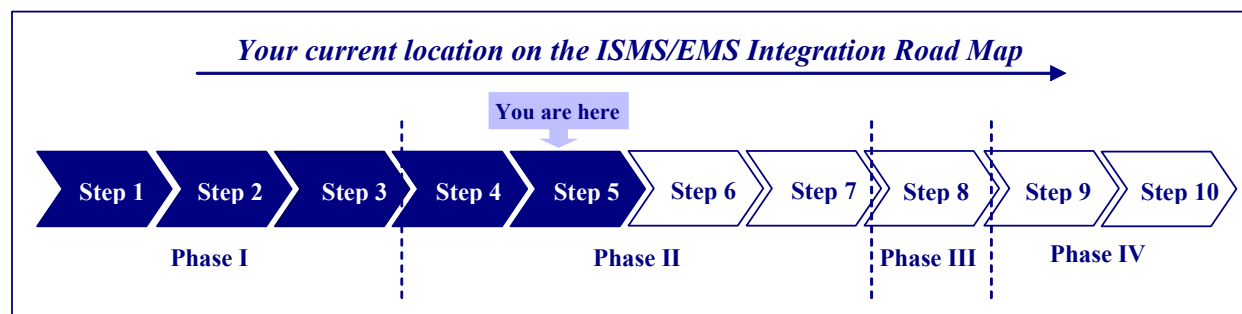 Your current location on the ISMS/EMS Integration Road Map
You are here
Step 1 Step 2 Step 3 Step 4 Step 5 Step 6 Step 7 Step 8 Step 9 Step 10
Phase I Phase II Phase III Phase IV